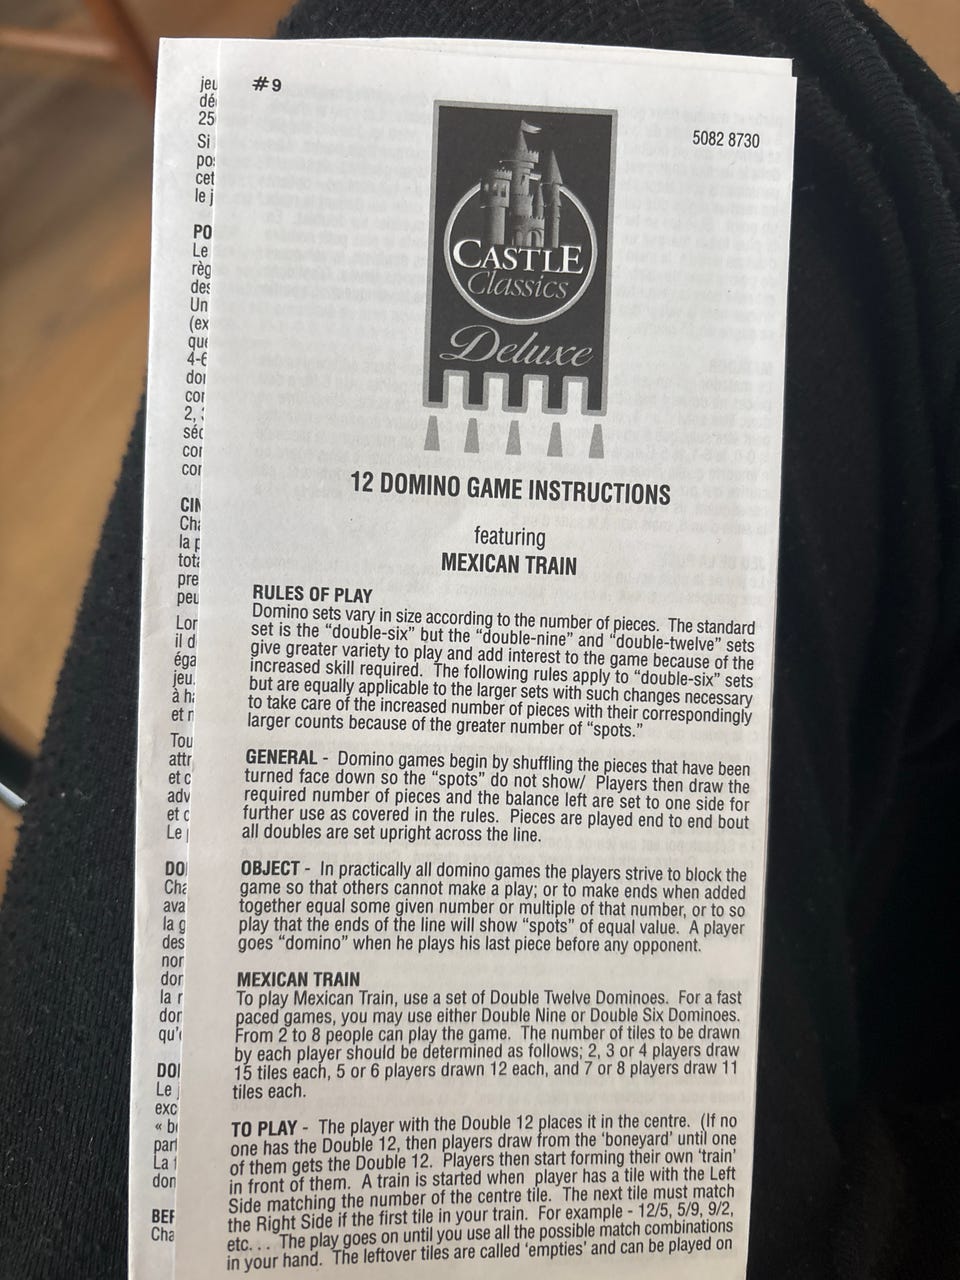 #9
5082 8730
CASTLE
Classics
Deluxe
12 DOMINO GAME INSTRUCTIONS
featuring
MEXICAN TRAIN
RULES OF PLAY
Domino sets vary in size according to the number of pieces. The standard
set is the “double-six” but the “double-nine” and “double-twelve” sets
give greater variety to play and add interest to the game because of the
increased skill required. The following rules apply to “double-six” sets
but are equally applicable to the larger sets with such changes necessary
to take care of the increased number of pieces with their correspondingly
larger counts because of the greater number of “spots.”
GENERAL - Domino games begin by shuffling the pieces that have been
turned face down so the “spots” do not show/ Players then draw the
required number of pieces and the balance left are set to one side for
further use as covered in the rules. Pieces are played end to end bout
all doubles are set upright across the line.
OBJECT - In practically all domino games the players strive to block the
game so that others cannot make a play; or to make ends when added
together equal some given number or multiple of that number, or to so
play that the ends of the line will show “spots” of equal value. A player
goes “domino” when he plays his last piece before any opponent.
MEXICAN TRAIN
To play Mexican Train, use a set of Double Twelve Dominoes. For a fast
paced games, you may use either Double Nine or Double Six Dominoes.
From 2 to 8 people can play the game. The number of tiles to be drawn
by each player should be determined as follows; 2, 3 or 4 players draw
15 tiles each, 5 or 6 players drawn 12 each, and 7 or 8 players draw 11
tiles each.
TO PLAY - The player with the Double 12 places it in the centre. (If no
one has the Double 12, then players draw from the ‘boneyard’ until one
of them gets the Double 12. Players then start forming their own ‘train’
in front of them. A train is started when player has a tile with the Left
Side matching the number of the centre tile. The next tile must match
the Right Side if the first tile in your train. For example - 12/5, 5/9, 9/2,
etc. . . The play goes on until you use all the possible match combinations
in your hand. The leftover tiles are called ‘empties’ and can be played on